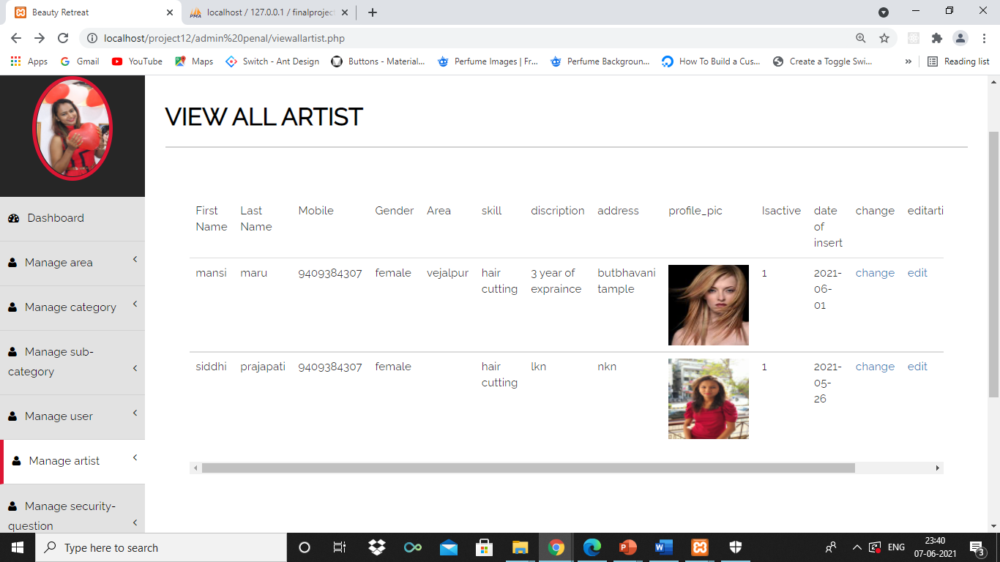 Beauty Retreat
localhost / 127.0.0.1 / finalproject
localhost/project12/admin%20penal/viewallartist.php
Apps Gmail YouTube Maps Switch - Ant Design Buttons - Material... Perfume Images | Fr... Perfume Backgroun... How To Build a Cus... Create a Toggle Swi... » Reading list
VIEW ALL ARTIST
Dashboard
Manage area
Manage category
Manage sub-
category
Manage user
Manage artist
Manage security-
question
First Last Mobile Gender Area skill discription address profile_pic Isactive date change editarti
Name Name of
insert
mansi maru 9409384307 female vejalpur hair 3 year of butbhavani 1 2021- change edit
cutting expraince tample 06-
01
siddhi prajapati 9409384307 female hair lkn nkn 1 2021- change edit
cutting 05-
26
Type here to search
ENG 23:40
07-06-2021
3